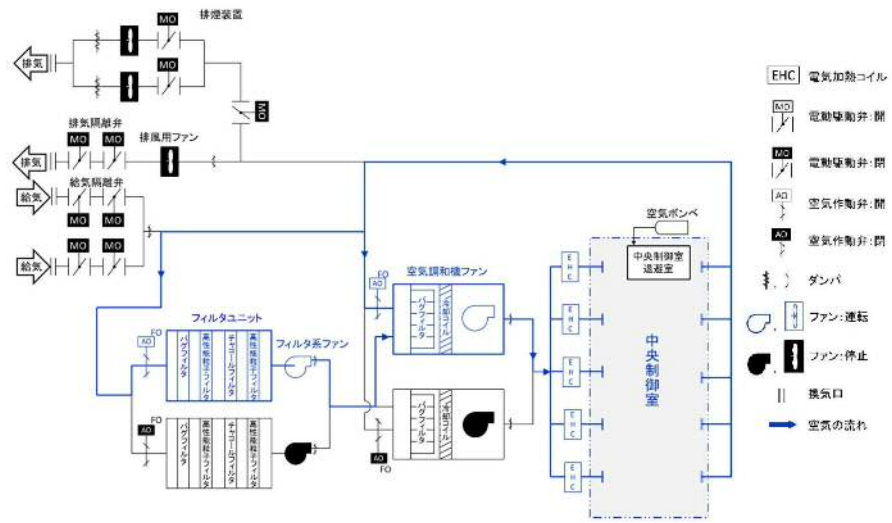 排煙装置
MO
排気
MO
MO
排気隔離弁
MO
MO
排風用ファン
排気
給気隔離弁
給気
MO
MO
MO
MO
給気
空気ボンベ
中央制御室
退避室
空気調和機ファン
FO
AO
バグフィルタ
冷却コイル
フィルタユニット
フィルタ系ファン
FO
AO
バグフィルタ
高性能粒子フィルタ
チャコールフィルタ
高性能粒子フィルタ
FO
AO
バグフィルタ
高性能粒子フィルタ
チャコールフィルタ
高性能粒子フィルタ
バグフィルタ
冷却コイル
AO
FO
EHC
EHC
EHC
EHC
EHC
中央制御室
EHC 電気加熱コイル
MO 電動駆動弁:開
MO 電動駆動弁:閉
AO 空気作動弁:開
AO 空気作動弁:閉
ダンパ
ファン:運転
ファン:停止
換気口
空気の流れ